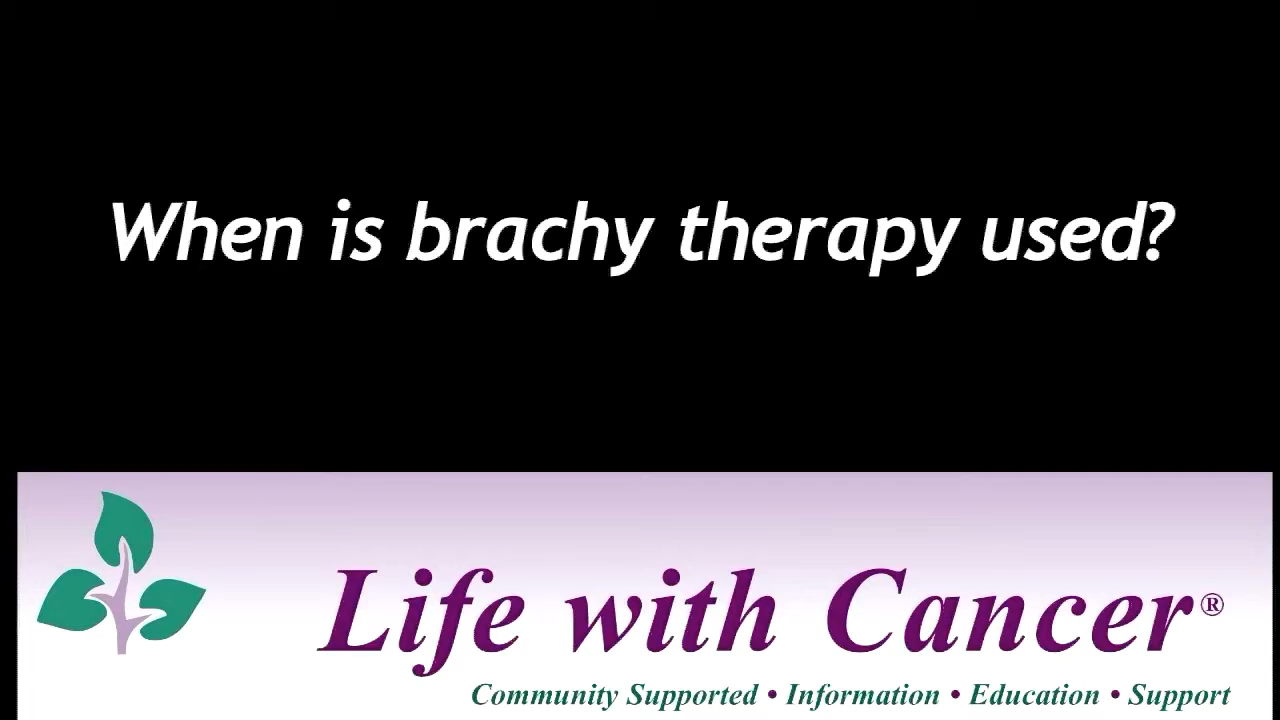 When is brachy therapy used?
Life with Cancer®
Community Supported • Information • Education • Support